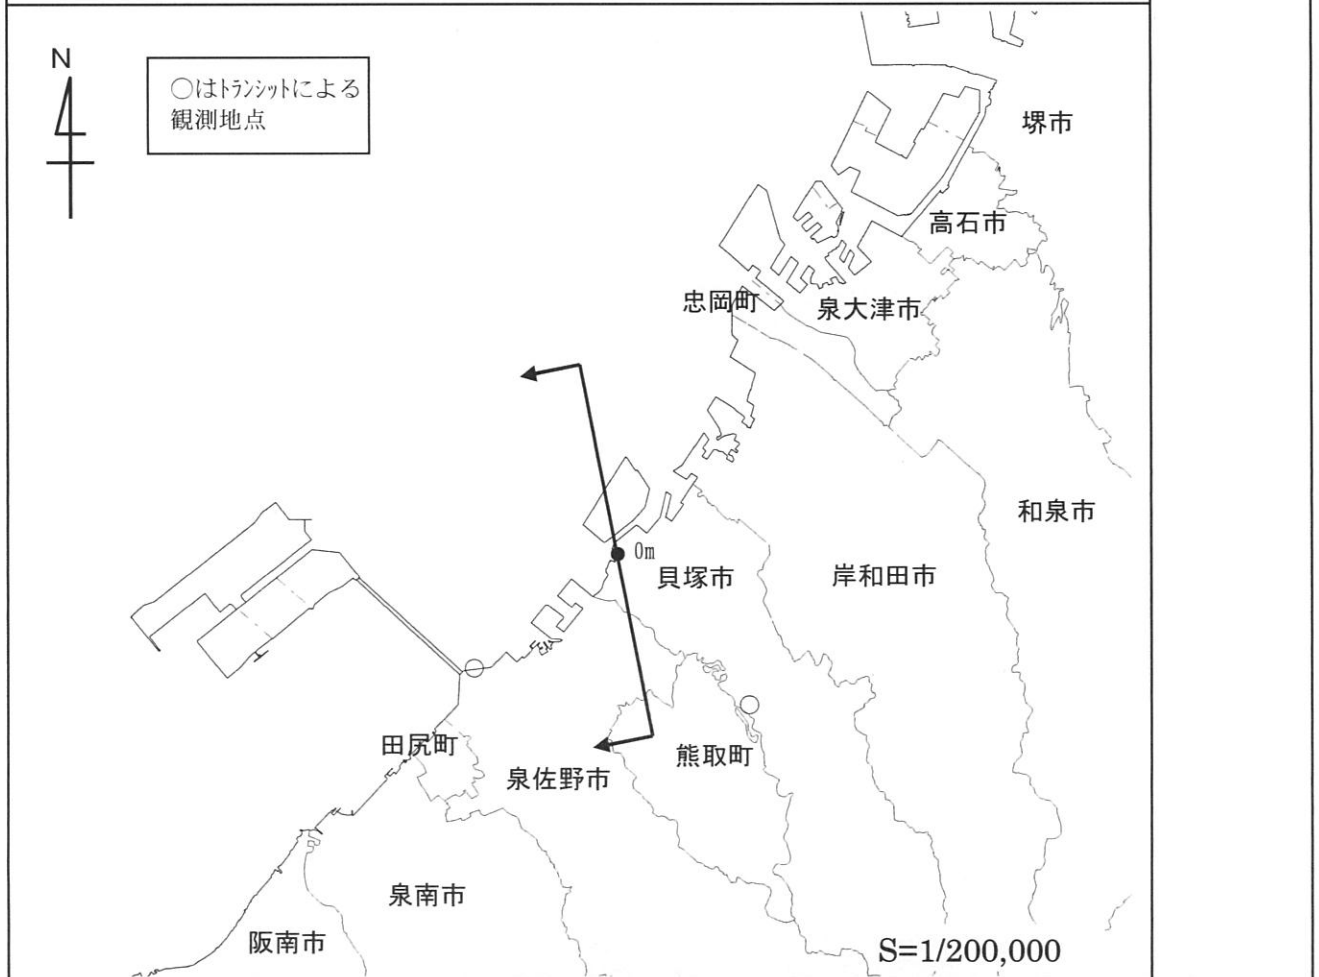 N
○はトランシットによる
観測地点
堺市
高石市
忠岡町
泉大津市
和泉市
0m
貝塚市
岸和田市
田尻町
熊取町
泉佐野市
泉南市
阪南市
S=1/200,000